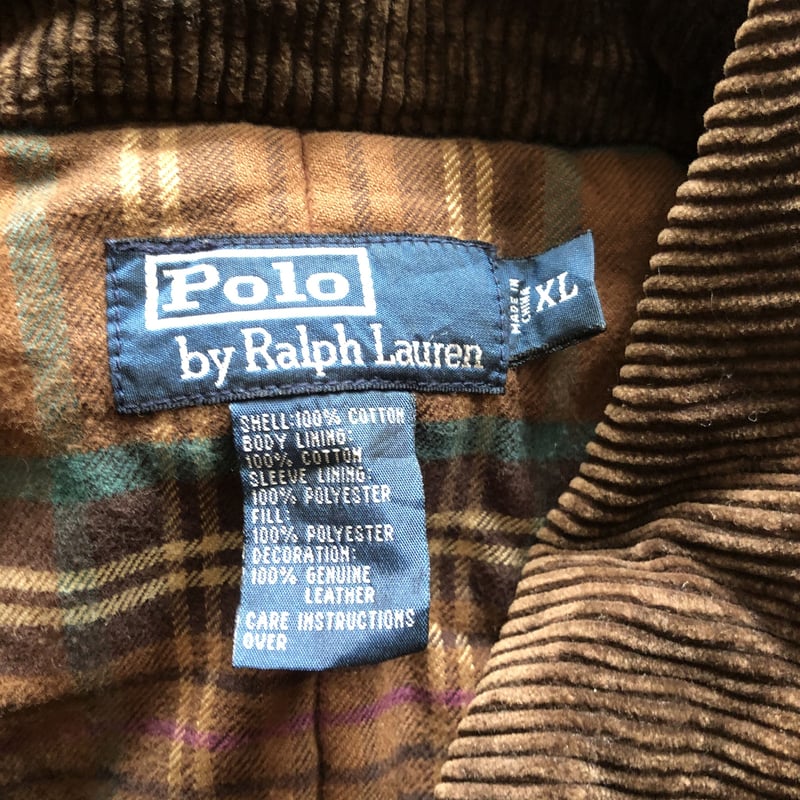 Polo
by Ralph Lauren
MADE IN
CHINA
XL
SHELL:100% COTTON
BODY LINING:
100% COTTON
SLEEVE LINING:
100% POLYESTER
FILL:
100% POLYESTER
DECORATION:
100% GENUINE
LEATHER
CARE INSTRUCTIONS
OVER